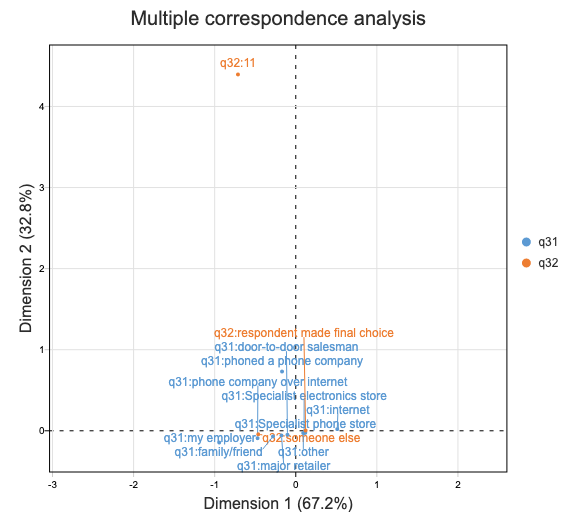 Multiple correspondence analysis
q32:11
4
3
2
1
0
Dimension 2 (32.8%)
q31
q32
q32:respondent made final choice
q31:door-to-door salesman
q31:phoned a phone company
q31:phone company over internet
q31:Specialist electronics store
q31:internet
q31:Specialist phone store
q31:my employer
q32:someone else
q31:family/friend
q31:other
q31:major retailer
-3
-2
-1
0
1
2
Dimension 1 (67.2%)